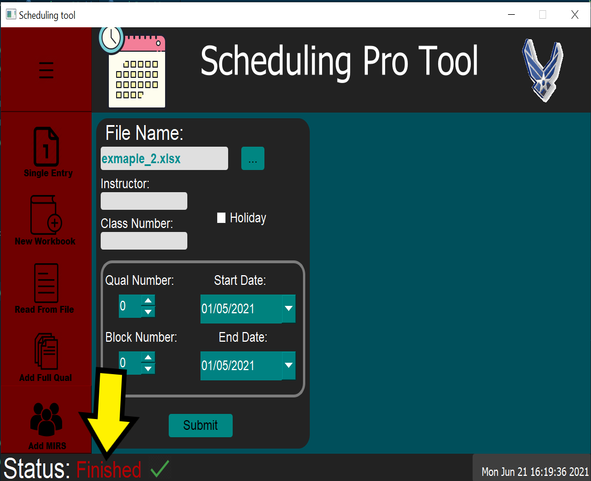 Scheduling tool
Scheduling Pro Tool
File Name:
exmaple_2.xlsx
...
Instructor:
Class Number:
Holiday
Qual Number:
Start Date:
0
01/05/2021
Block Number:
End Date:
0
01/05/2021
Submit
1
Single Entry
New Workbook
Read From File
Add Full Qual
Add MIRS
Status: Finished
Mon Jun 21 16:19:36 2021